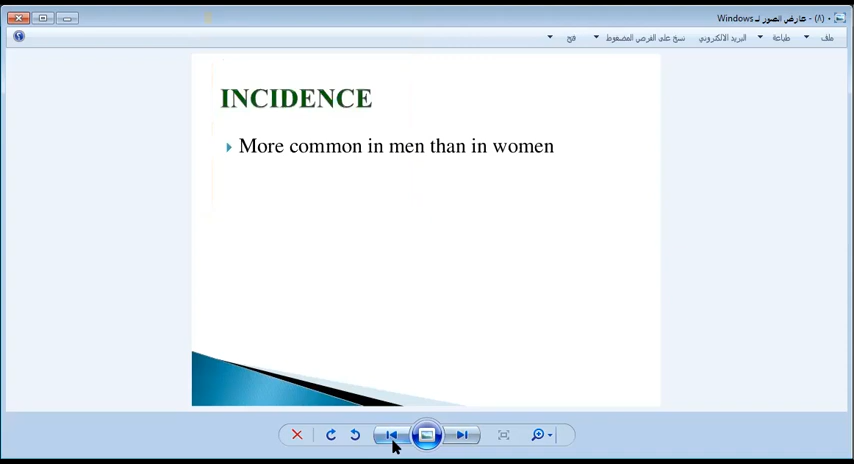 (٨) - عارض الصور لـ Windows
ملف طباعة البريد الالكتروني نسخ على القرص المضغوط فتح
INCIDENCE
More common in men than in women